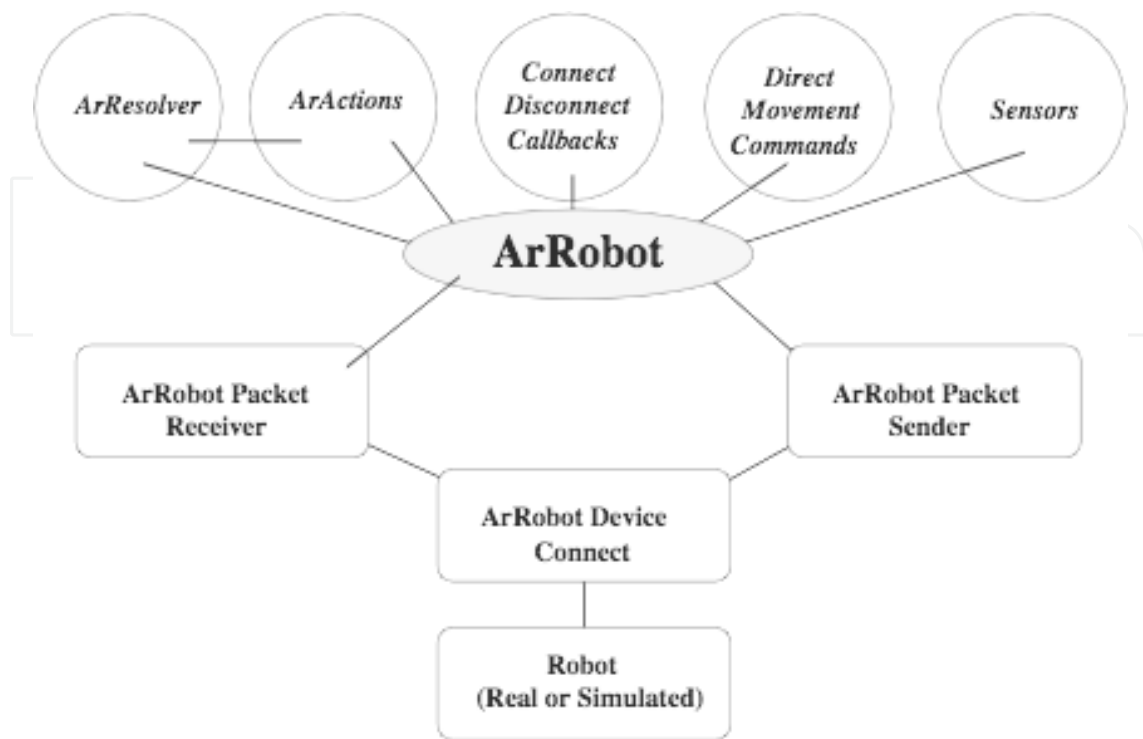 ArResolver
ArActions
Connect
Disconnect
Callbacks
Direct
Movement
Commands
Sensors
ArRobot
ArRobot Packet
Receiver
ArRobot Packet
Sender
ArRobot Device
Connect
Robot
(Real or Simulated)